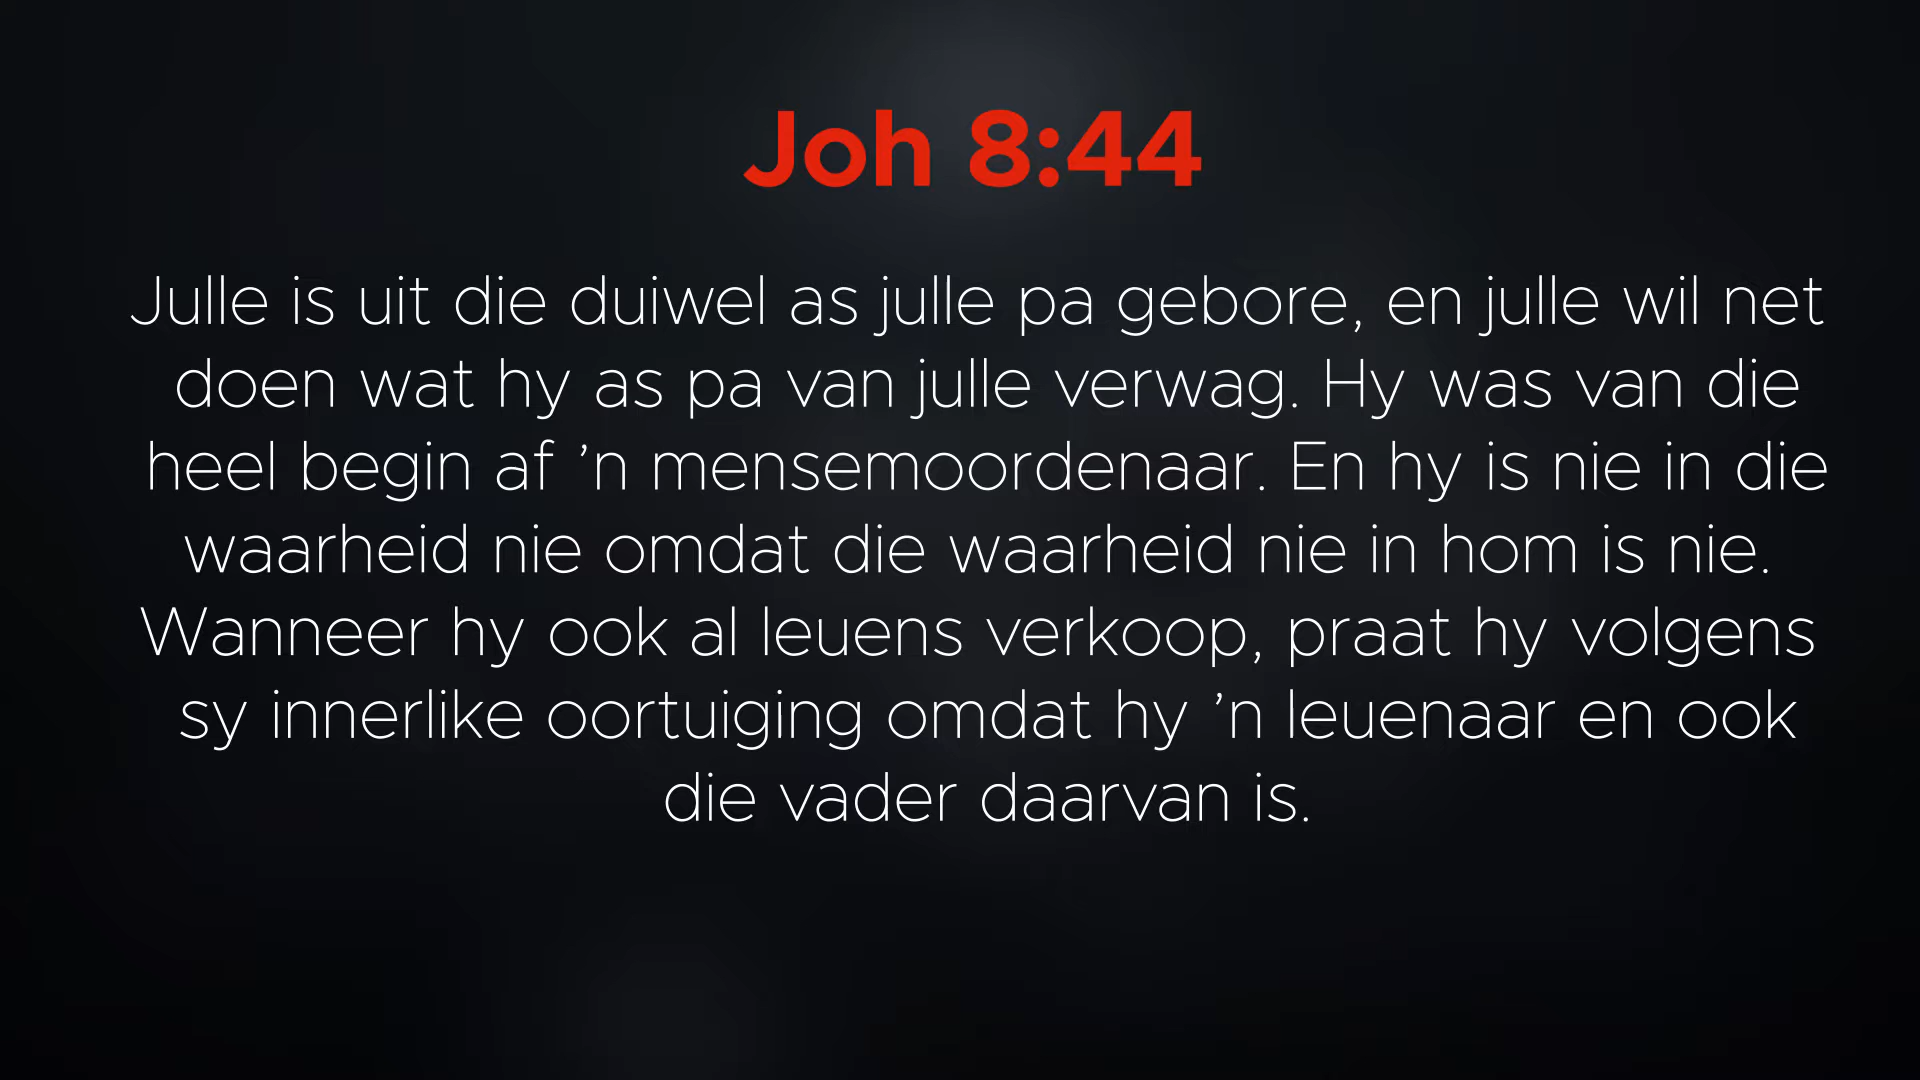 Joh 8:44
Julle is uit die duiwel as julle pa gebore, en julle wil net
doen wat hy as pa van julle verwag. Hy was van die
heel begin af ’n mensemoordenaar. En hy is nie in die
waarheid nie omdat die waarheid nie in hom is nie.
Wanneer hy ook al leuens verkoop, praat hy volgens
sy innerlike oortuiging omdat hy ’n leuenaar en ook
die vader daarvan is.